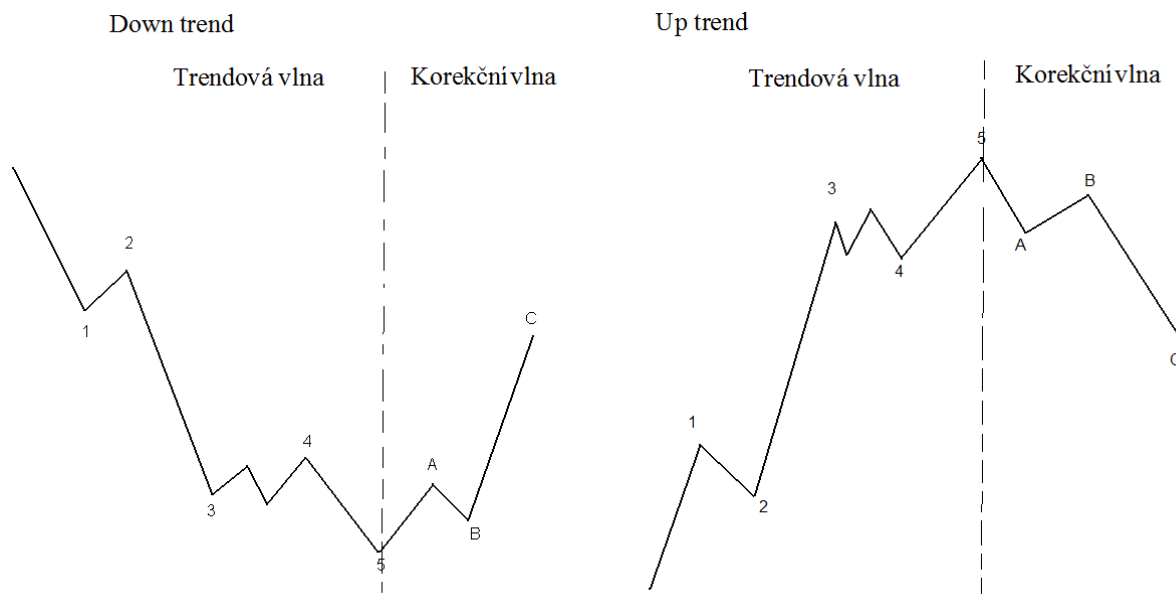 Down trend
Trendová vlna
Korekční vlna
2
1
C
4
A
3
B
5
Up trend
Trendová vlna
Korekční vlna
5
3
B
A
4
C
1
2